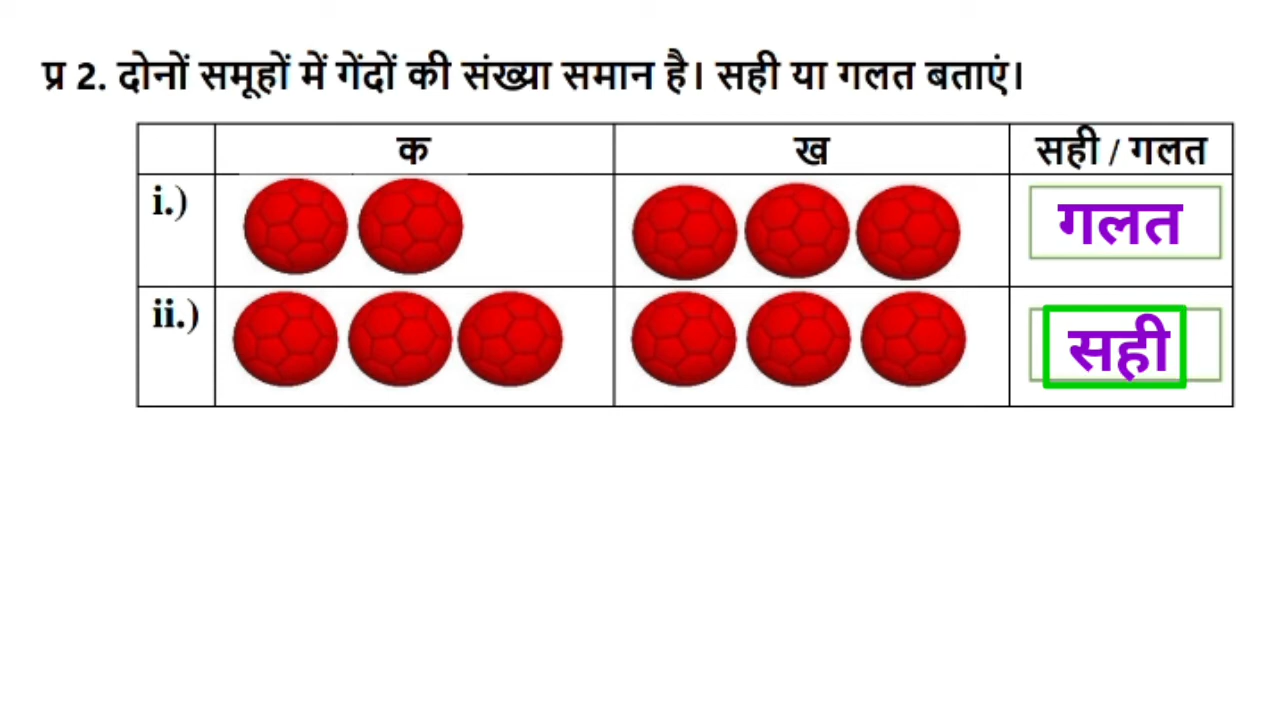 प्र 2. दोनों समूहों में गेंदों की संख्या समान है। सही या गलत बताएं।
क ख सही / गलत
i.) गलत
ii.) सही